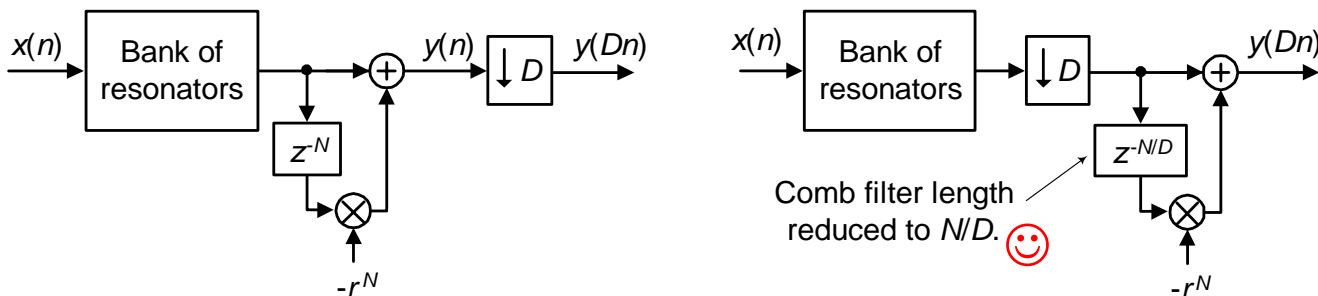 x(n)
Bank of
resonators
+
y(n)
↓ D
y(Dn)
z^-N
×
-r^N
x(n)
Bank of
resonators
↓ D
+
y(Dn)
z^-N/D
Comb filter length
reduced to N/D.
×
-r^N